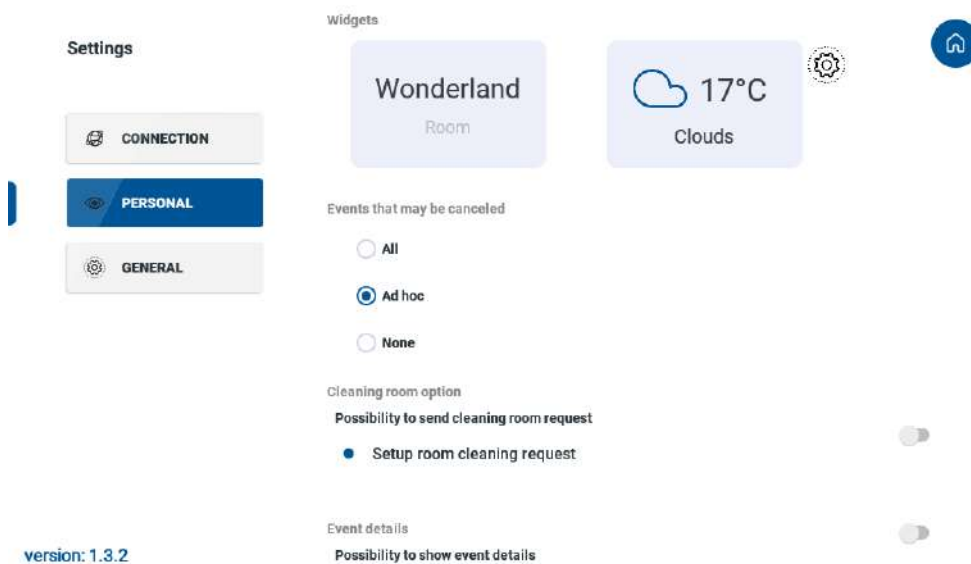 Settings
CONNECTION
PERSONAL
GENERAL
version: 1.3.2
Widgets
Wonderland
Room
17°C
Clouds
Events that may be canceled
All
Ad hoc
None
Cleaning room option
Possibility to send cleaning room request
Setup room cleaning request
Event details
Possibility to show event details